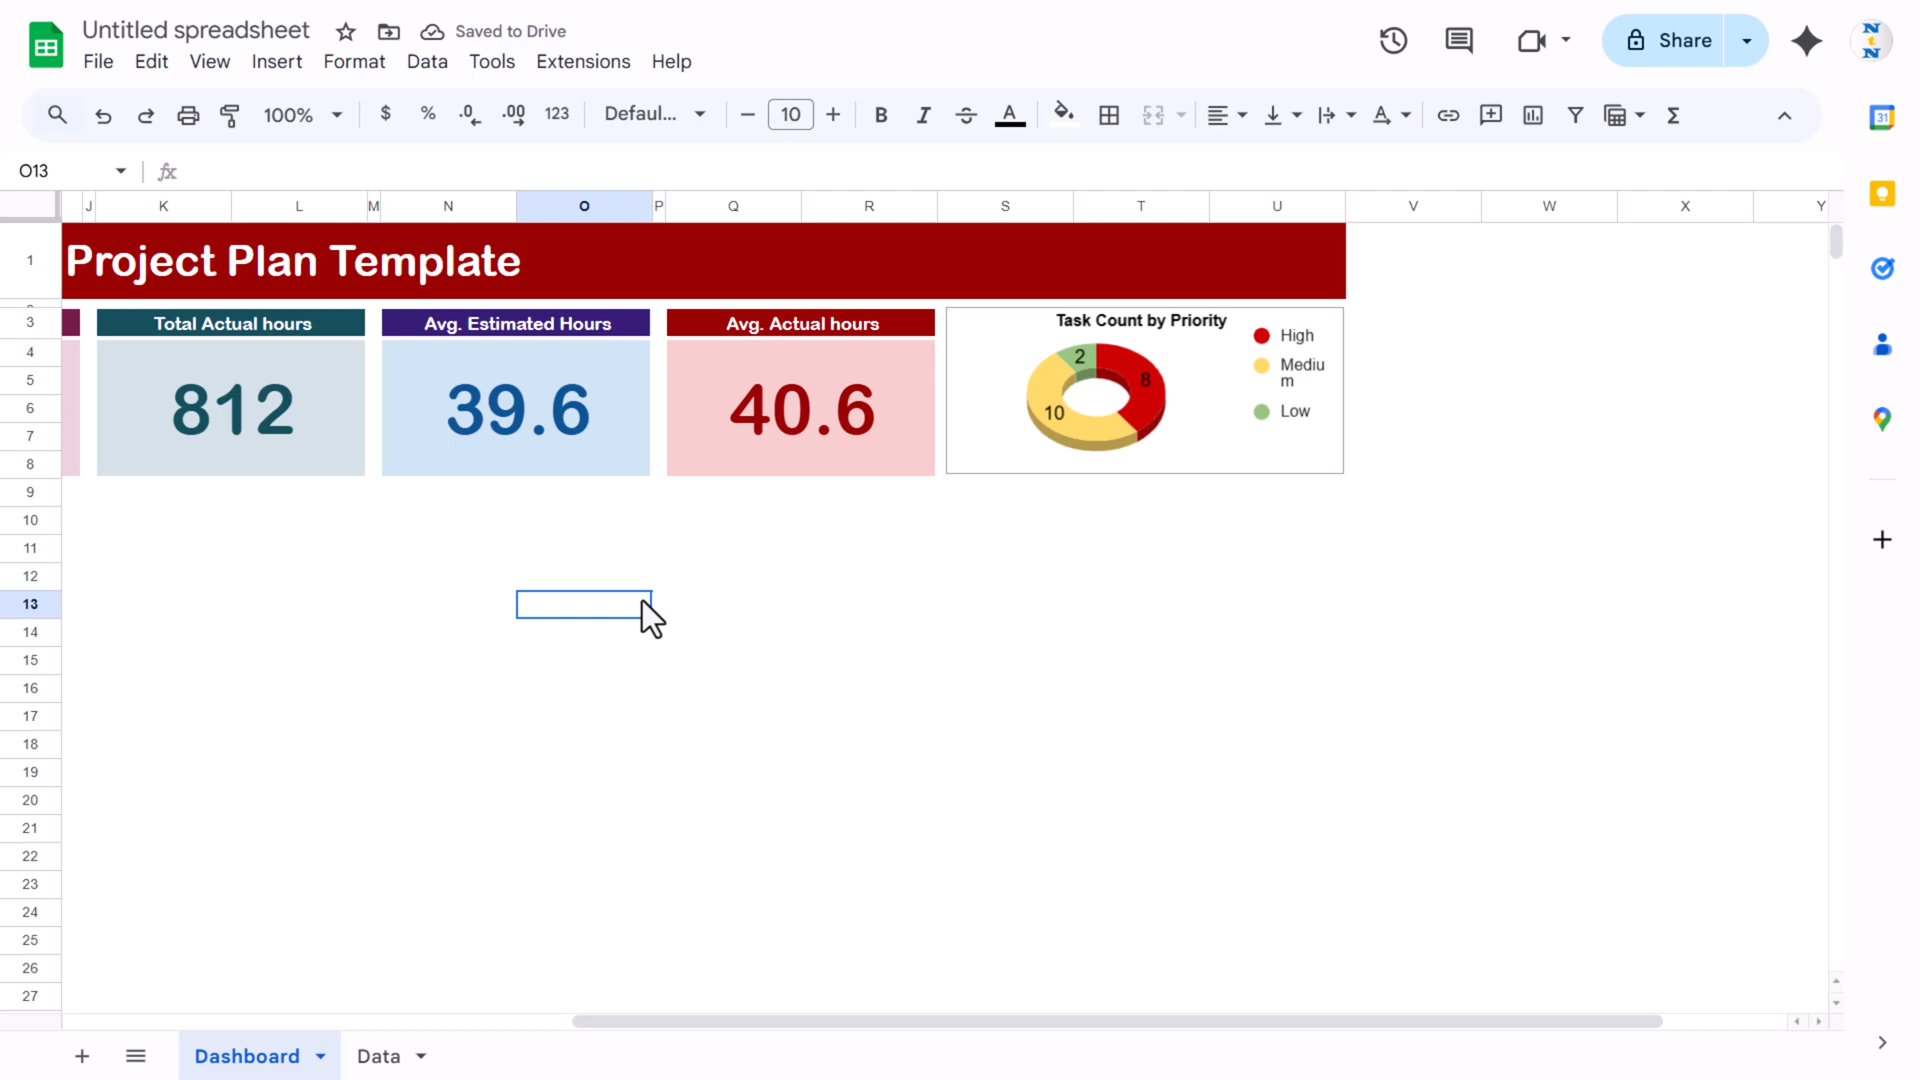 Untitled spreadsheet
Saved to Drive
File Edit View Insert Format Data Tools Extensions Help
Share
N
t
N
100% $ % .0 .00 123 Defaul... 10 B I A Σ
31
O13 fx
J K L M N O P Q R S T U V W X Y
1 Project Plan Template
3 Total Actual hours Avg. Estimated Hours Avg. Actual hours
Task Count by Priority
High
Mediu
m
Low
2
8
10
4
5
6
7
8
812 39.6 40.6
9
10
11
12
13
14
15
16
17
18
19
20
21
22
23
24
25
26
27
Dashboard Data